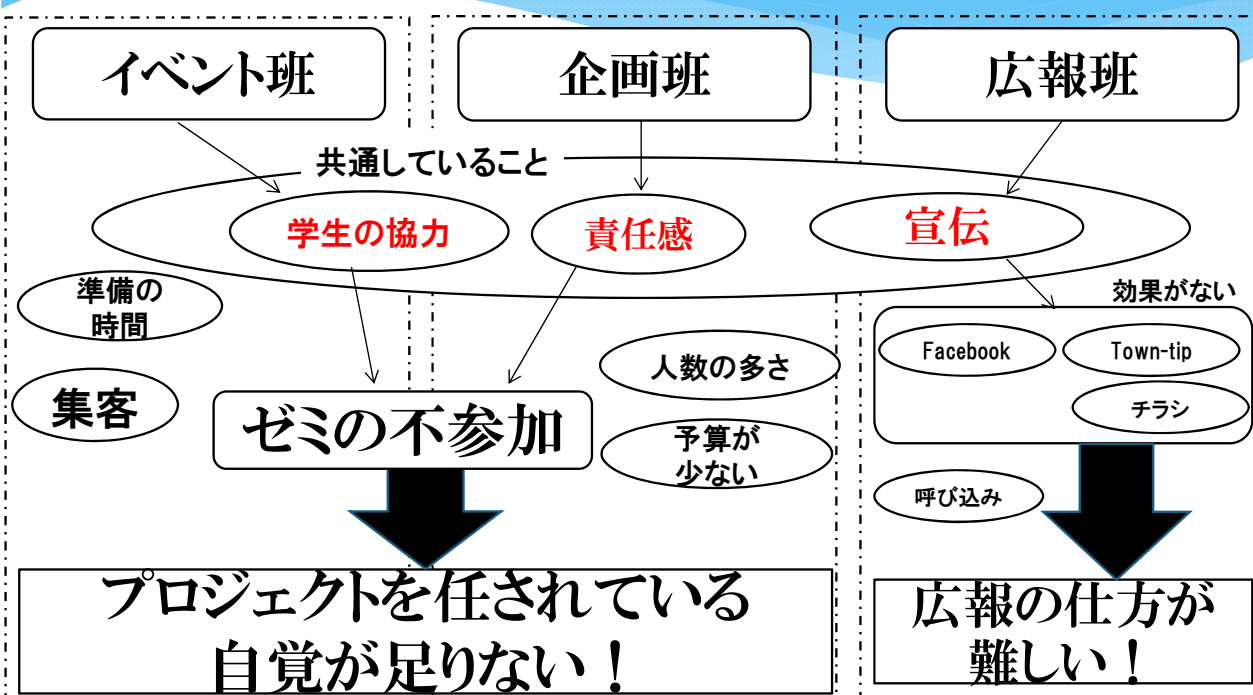 イベント班
企画班
広報班
共通していること
学生の協力
責任感
宣伝
準備の
時間
集客
人数の多さ
予算が
少ない
効果がない
Facebook
Town-tip
チラシ
呼び込み
ゼミの不参加
プロジェクトを任されている
自覚が足りない！
広報の仕方が
難しい！